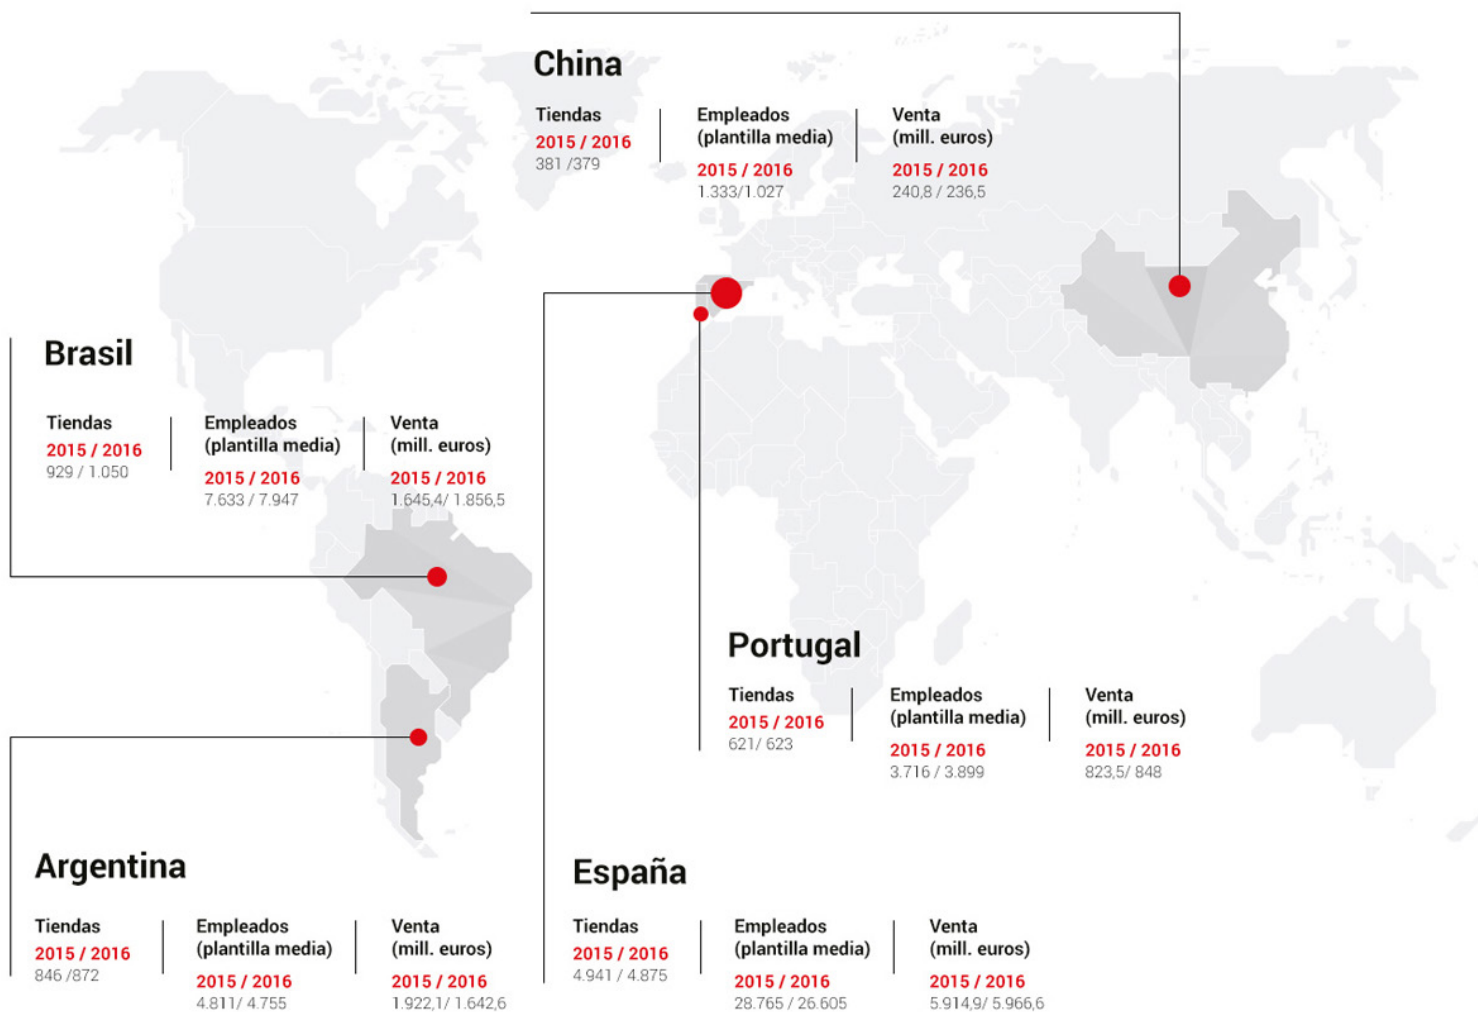 China
Tiendas
2015 / 2016
381 /379
Empleados
(plantilla media)
2015 / 2016
1.333/1.027
Venta
(mill. euros)
2015 / 2016
240,8 / 236,5
Brasil
Tiendas
2015 / 2016
929 / 1.050
Empleados
(plantilla media)
2015 / 2016
7.633 / 7.947
Venta
(mill. euros)
2015 / 2016
1.645,4/ 1.856,5
Portugal
Tiendas
2015 / 2016
621/ 623
Empleados
(plantilla media)
2015 / 2016
3.716 / 3.899
Venta
(mill. euros)
2015 / 2016
823,5/ 848
Argentina
Tiendas
2015 / 2016
846 /872
Empleados
(plantilla media)
2015 / 2016
4.811/ 4.755
Venta
(mill. euros)
2015 / 2016
1.922,1/ 1.642,6
España
Tiendas
2015 / 2016
4.941 / 4.875
Empleados
(plantilla media)
2015 / 2016
28.765 / 26.605
Venta
(mill. euros)
2015 / 2016
5.914,9/ 5.966,6